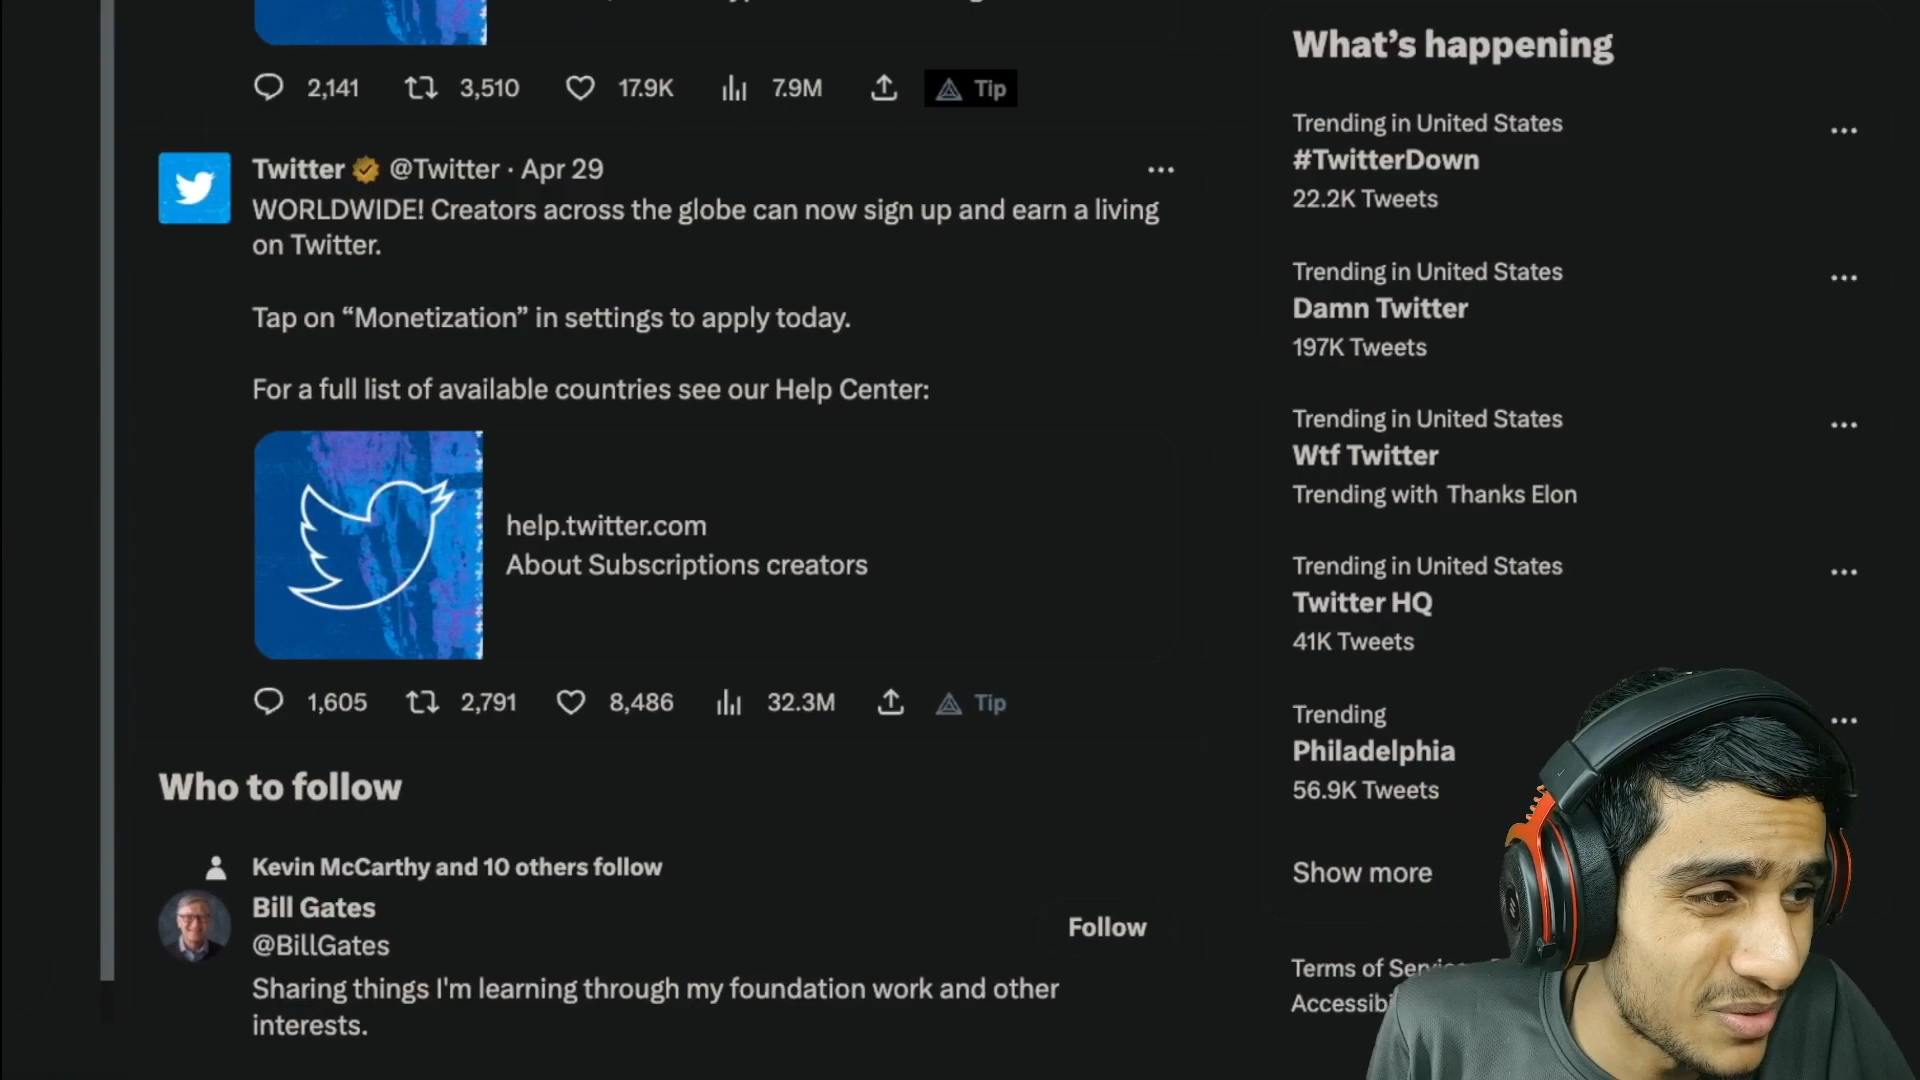 2,141 3,510 17.9K 7.9M Tip
Twitter @Twitter · Apr 29
WORLDWIDE! Creators across the globe can now sign up and earn a living
on Twitter.
Tap on “Monetization” in settings to apply today.
For a full list of available countries see our Help Center:
help.twitter.com
About Subscriptions creators
1,605 2,791 8,486 32.3M Tip
Who to follow
Kevin McCarthy and 10 others follow
Bill Gates
@BillGates
Follow
Sharing things I'm learning through my foundation work and other
interests.
What’s happening
Trending in United States
#TwitterDown
22.2K Tweets
Trending in United States
Damn Twitter
197K Tweets
Trending in United States
Wtf Twitter
Trending with Thanks Elon
Trending in United States
Twitter HQ
41K Tweets
Trending
Philadelphia
56.9K Tweets
Show more
Terms of